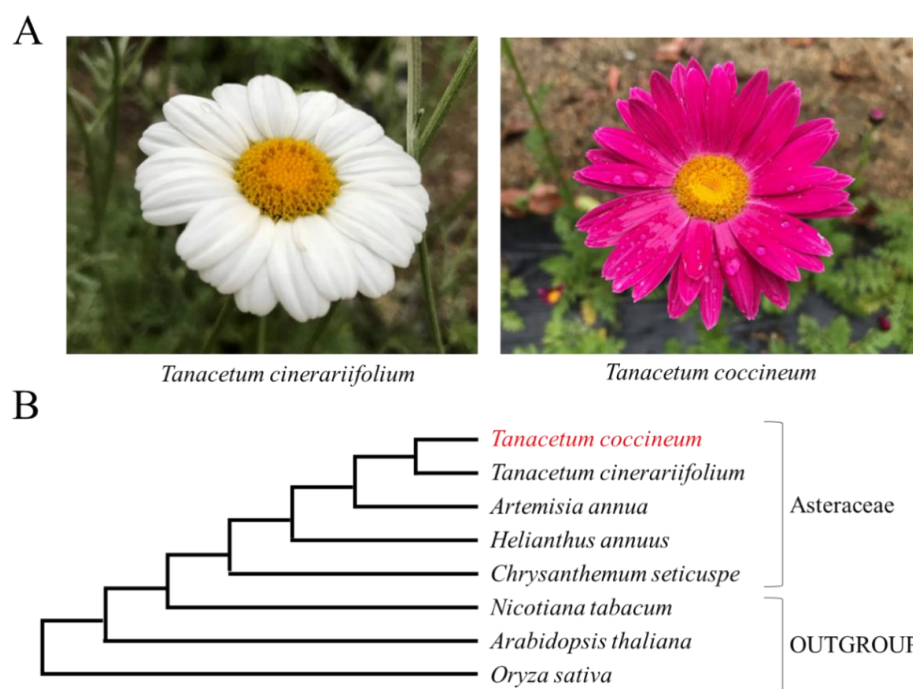 A
Tanacetum cinerariifolium
Tanacetum coccineum
B
Tanacetum coccineum
Tanacetum cinerariifolium
Artemisia annua
Helianthus annuus
Chrysanthemum seticuspe
Nicotiana tabacum
Arabidopsis thaliana
Oryza sativa
Asteraceae
OUTGROUP